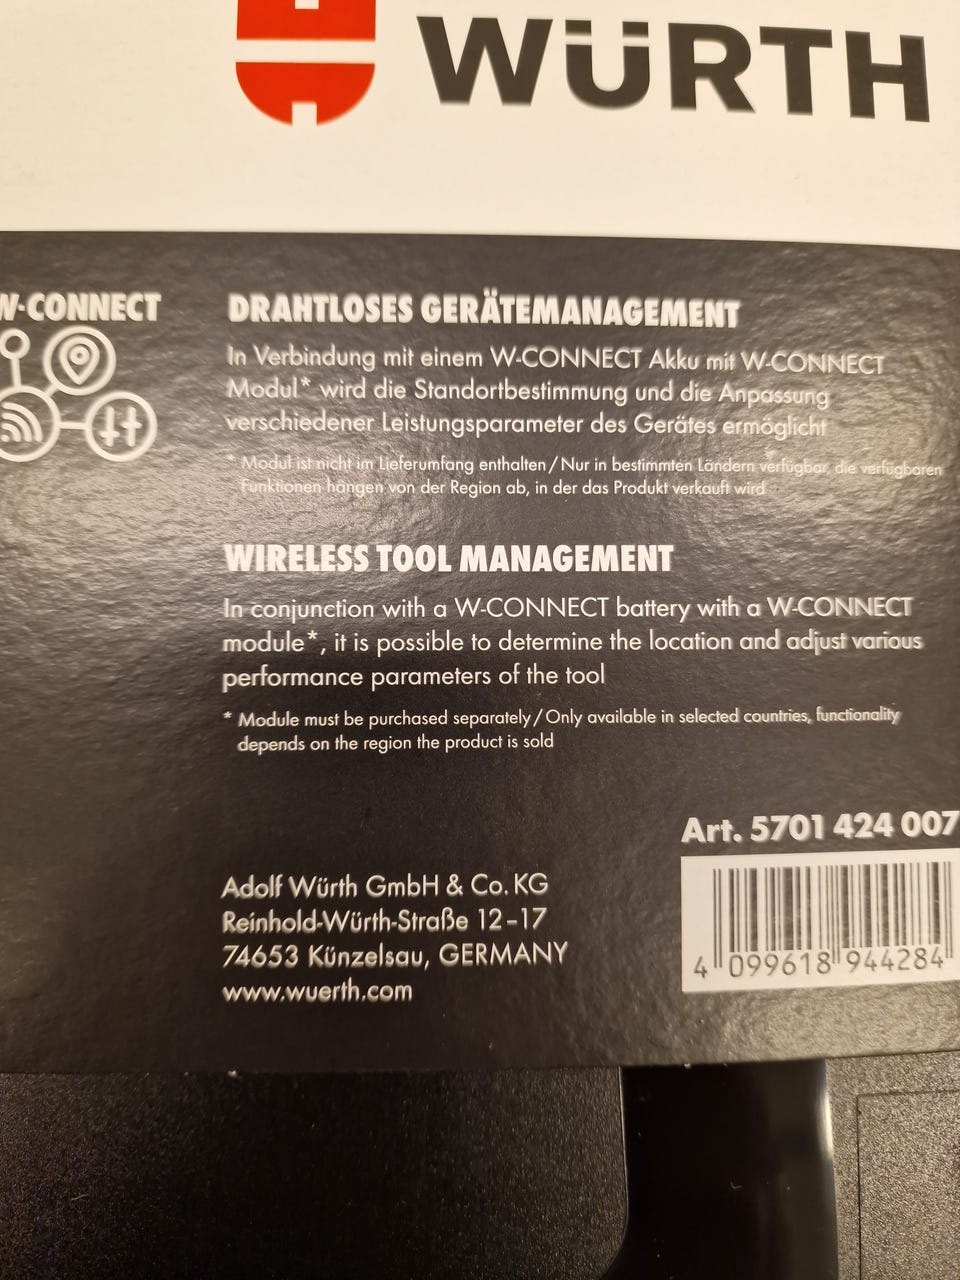 WÜRTH
W-CONNECT
DRAHTLOSES GERÄTEMANAGEMENT
In Verbindung mit einem W-CONNECT Akku mit W-CONNECT
Modul* wird die Standortbestimmung und die Anpassung
verschiedener Leistungsparameter des Gerätes ermöglicht
* Modul ist nicht im Lieferumfang enthalten/Nur in bestimmten Ländern verfügbar, die verfügbaren
Funktionen hängen von der Region ab, in der das Produkt verkauft wird
WIRELESS TOOL MANAGEMENT
In conjunction with a W-CONNECT battery with a W-CONNECT
module*, it is possible to determine the location and adjust various
performance parameters of the tool
* Module must be purchased separately/Only available in selected countries, functionality
depends on the region the product is sold
Art. 5701 424 007
Adolf Würth GmbH & Co. KG
Reinhold-Würth-Straße 12-17
74653 Künzelsau, GERMANY
www.wuerth.com
4 099618 944284